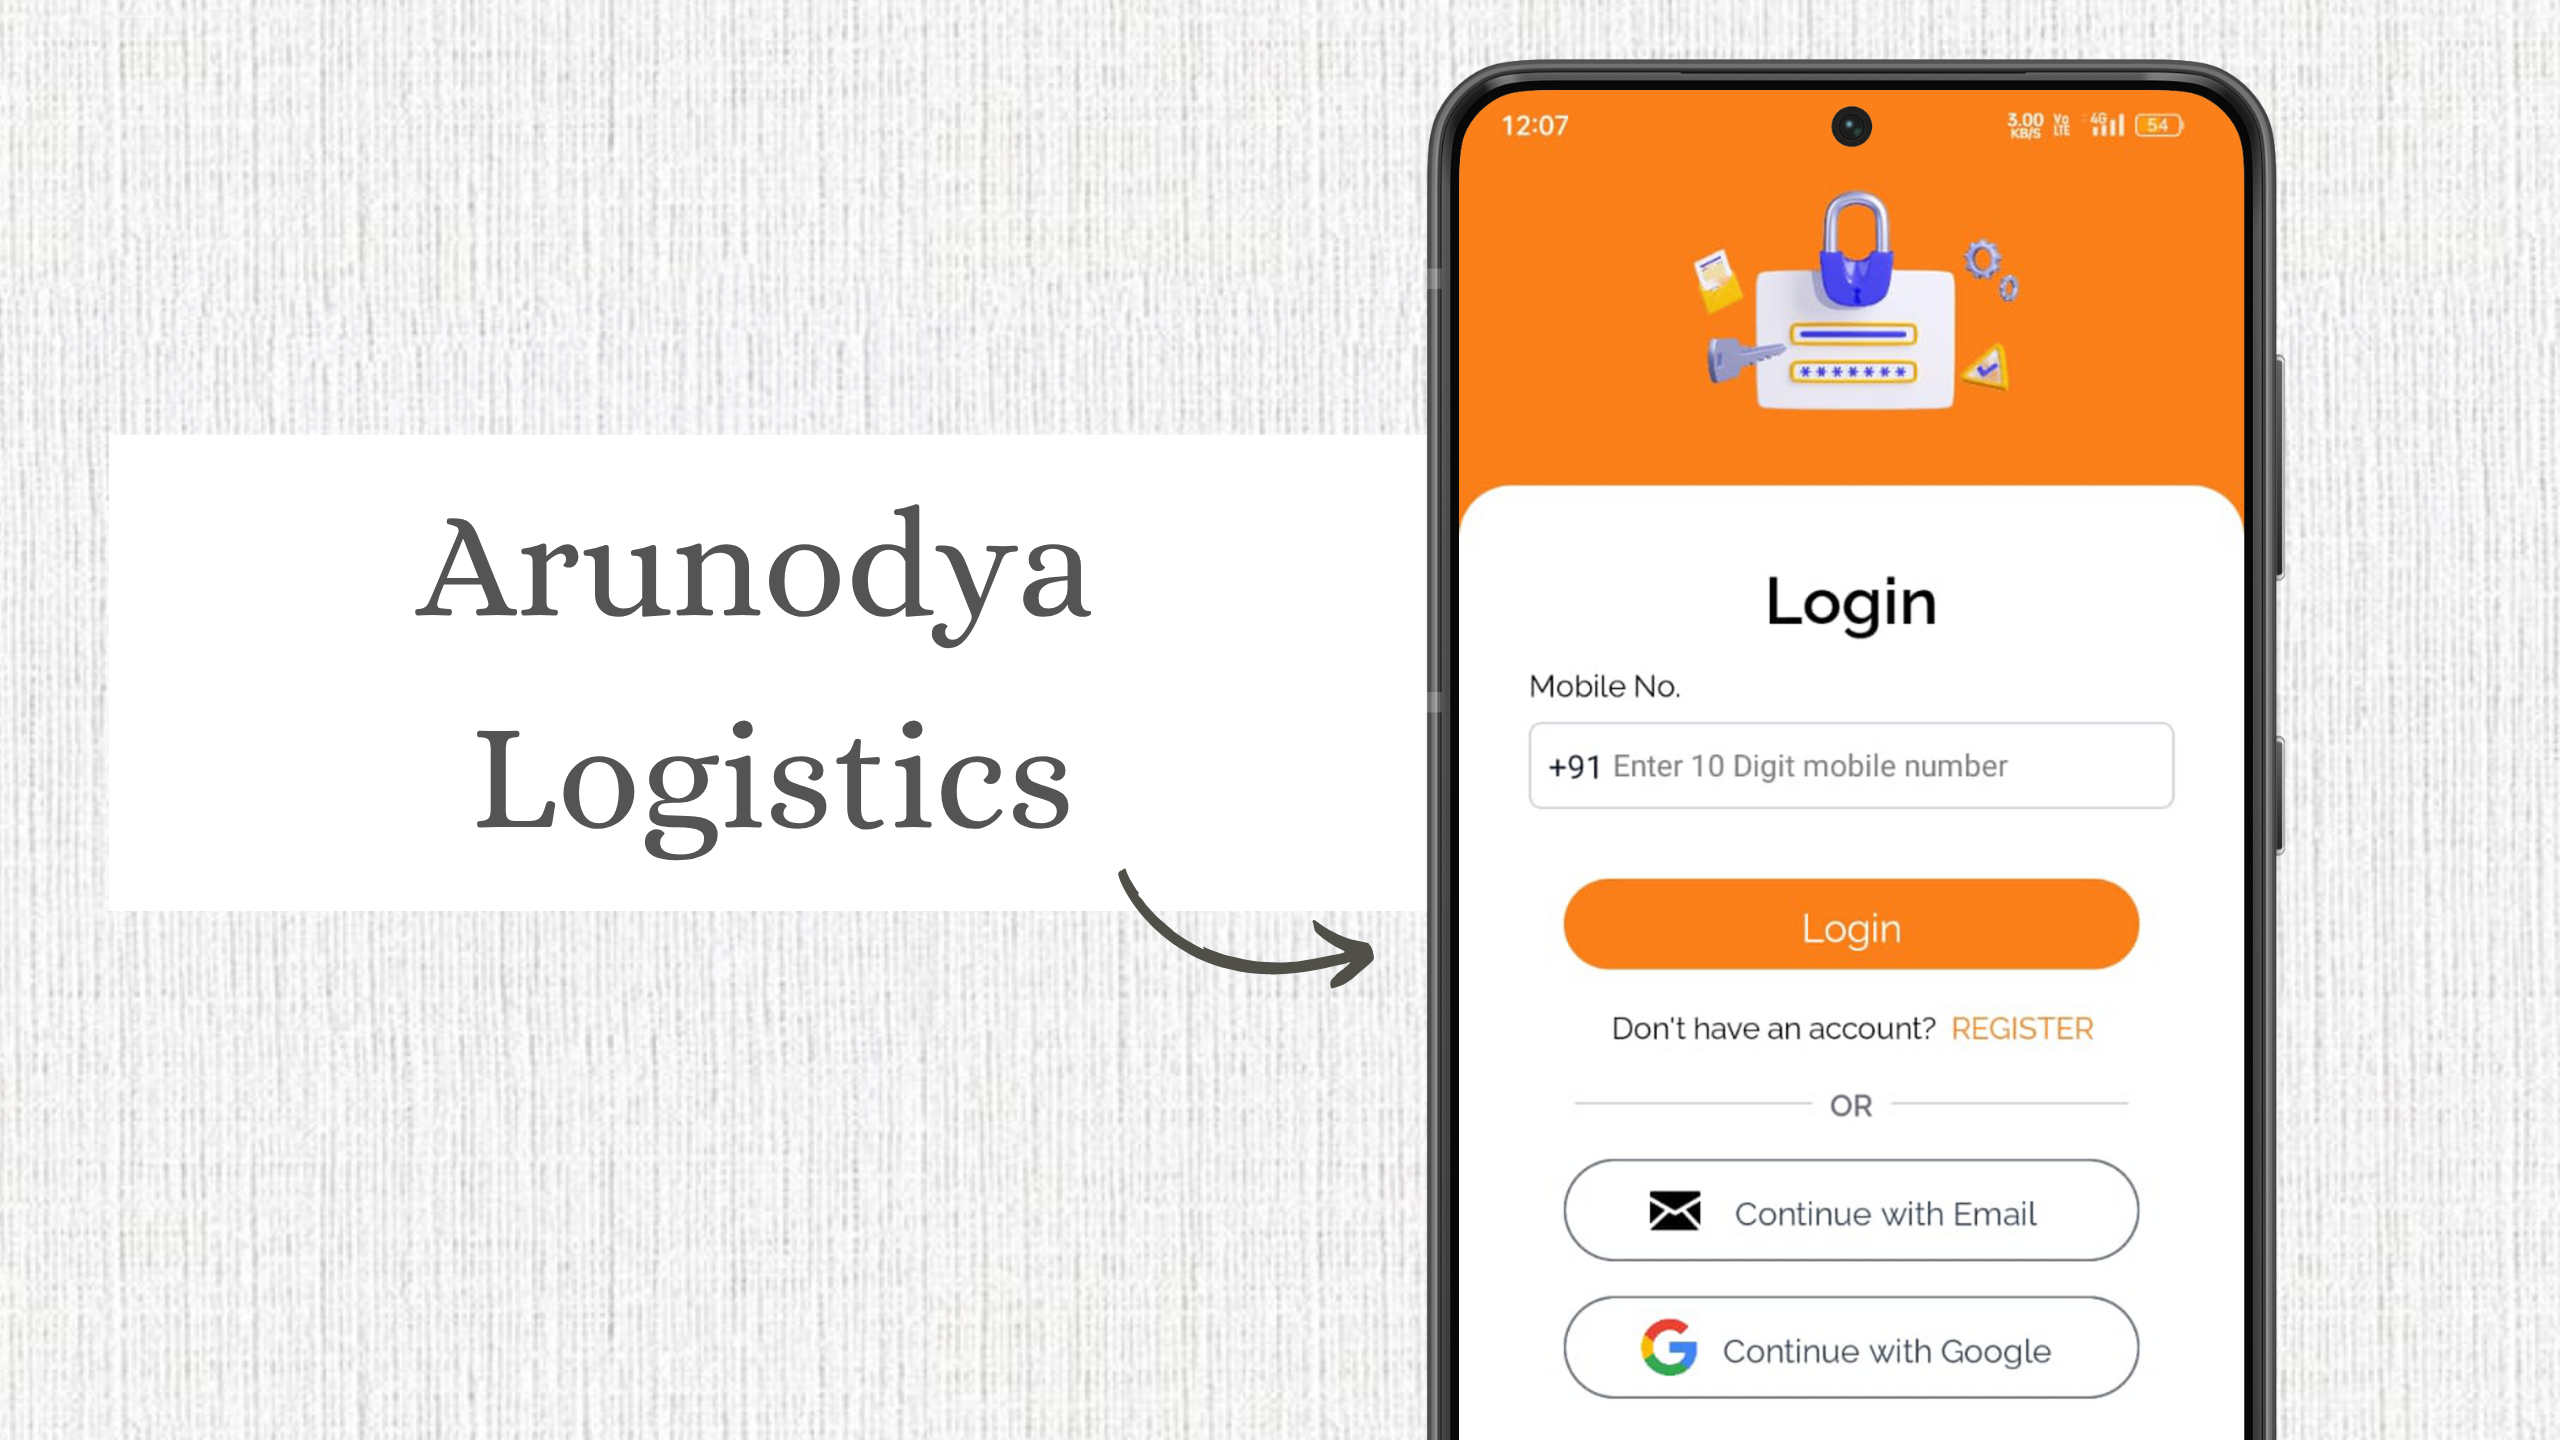 Arunodya
Logistics
12:07
3.00 KB/S Vo LTE 4G 54
*******
Login
Mobile No.
+91 Enter 10 Digit mobile number
Login
Don't have an account? REGISTER
OR
Continue with Email
Continue with Google